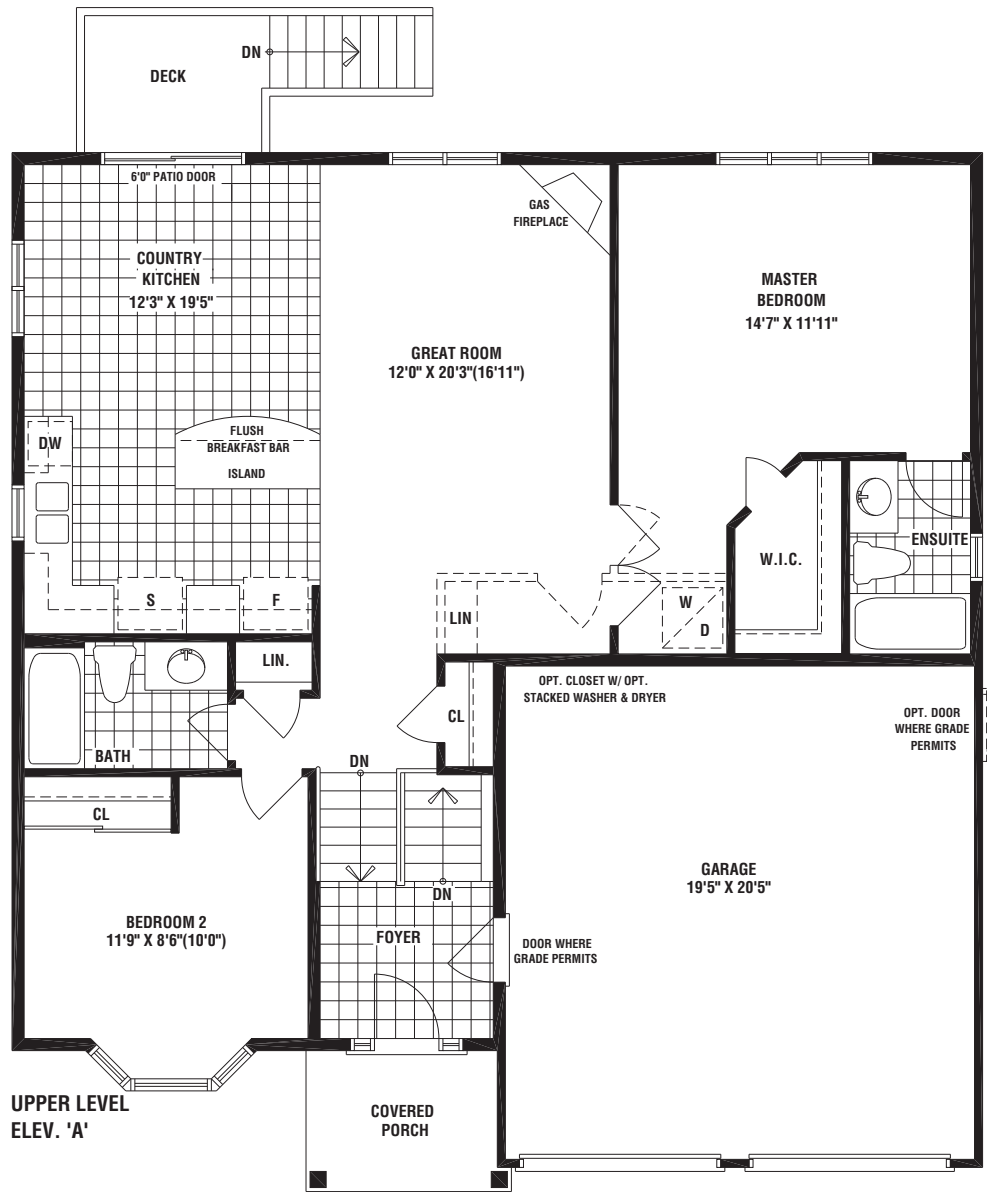 DN
DECK
6'0" PATIO DOOR
GAS
FIREPLACE
COUNTRY
KITCHEN
12'3" X 19'5"
MASTER
BEDROOM
14'7" X 11'11"
GREAT ROOM
12'0" X 20'3"(16'11")
DW
FLUSH
BREAKFAST BAR
ISLAND
ENSUITE
W.I.C.
S
F
LIN
W
D
LIN.
OPT. CLOSET W/ OPT.
STACKED WASHER & DRYER
CL
OPT. DOOR
WHERE GRADE
PERMITS
BATH
DN
CL
GARAGE
19'5" X 20'5"
DN
BEDROOM 2
11'9" X 8'6"(10'0")
FOYER
DOOR WHERE
GRADE PERMITS
UPPER LEVEL
ELEV. 'A'
COVERED
PORCH